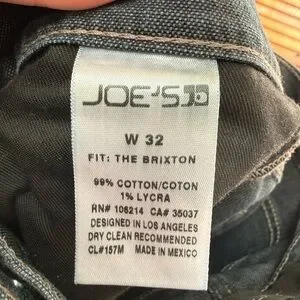 JOE'S
W 32
FIT: THE BRIXTON
99% COTTON/COTON
1% LYCRA
RN# 106214 CA# 35037
DESIGNED IN LOS ANGELES
DRY CLEAN RECOMMENDED
CL#157M MADE IN MEXICO